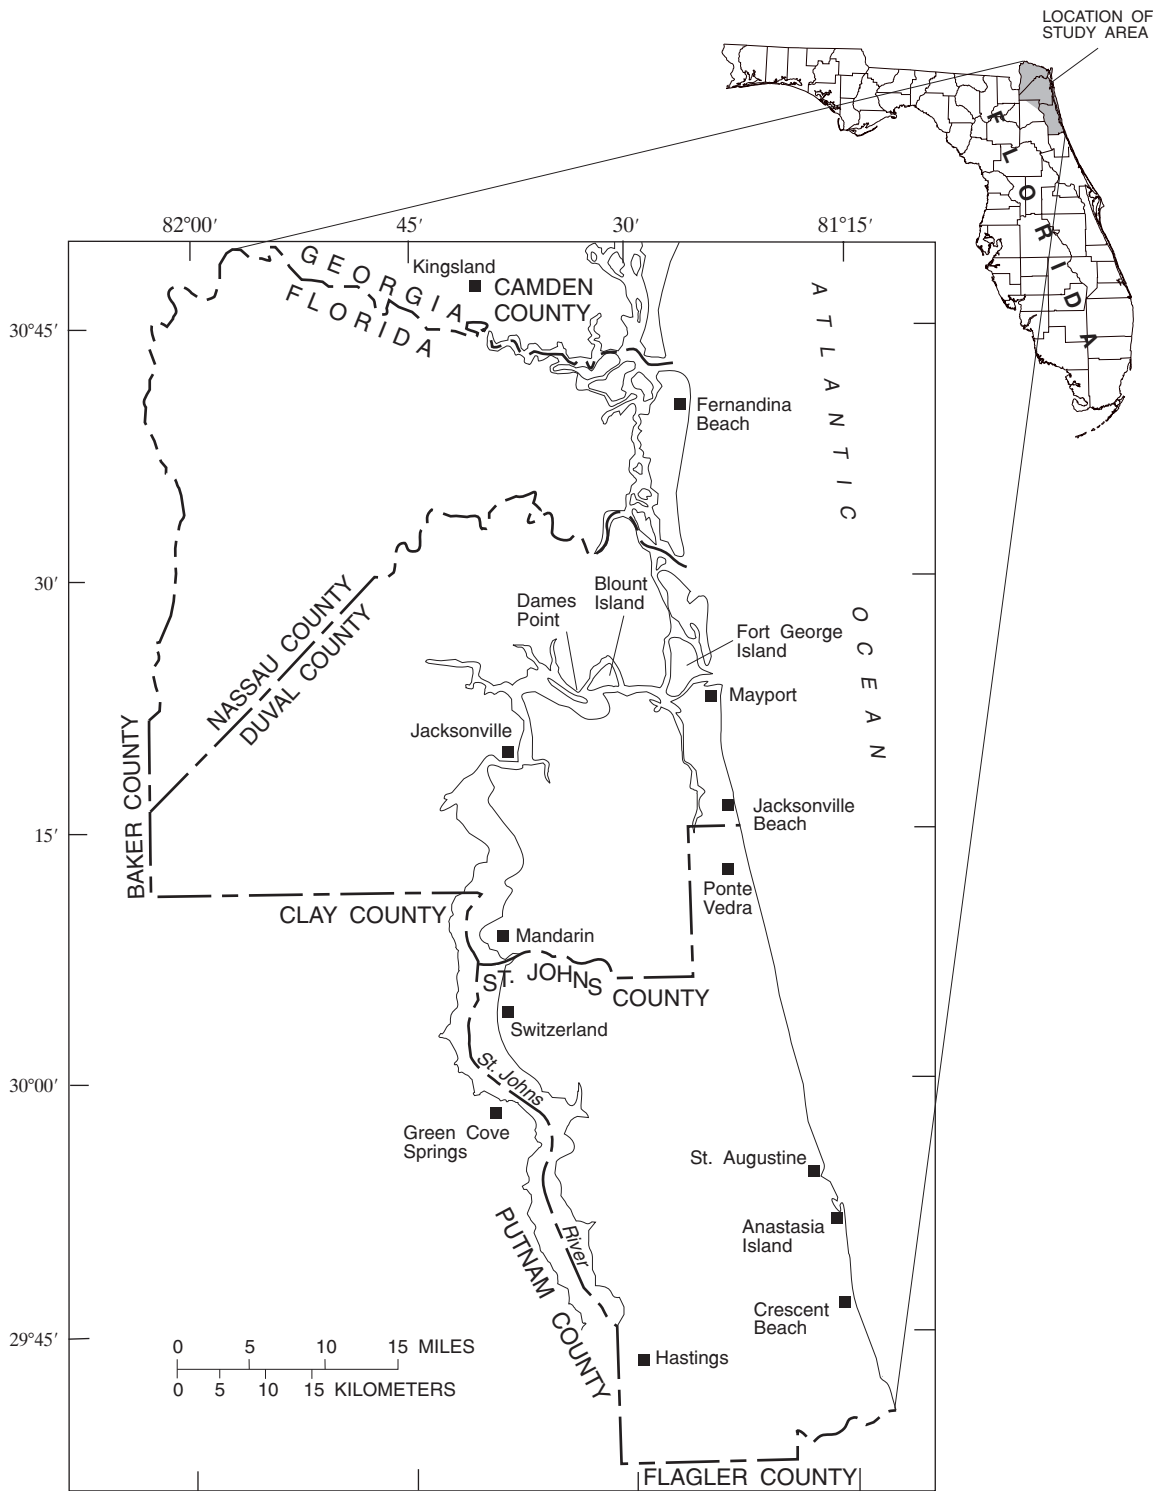 LOCATION OF
STUDY AREA
FLORIDA
82°00′
45′
30′
81°15′
GEORGIA
FLORIDA
Kingsland
CAMDEN
COUNTY
30°45′
ATLANTIC OCEAN
Fernandina
Beach
30′
NASSAU COUNTY
DUVAL COUNTY
Blount
Island
Dames
Point
Fort George
Island
Mayport
Jacksonville
BAKER COUNTY
Jacksonville
Beach
15′
Ponte
Vedra
CLAY COUNTY
Mandarin
ST. JOHNS
COUNTY
Switzerland
St. Johns
River
30°00′
Green Cove
Springs
St. Augustine
Anastasia
Island
PUTNAM COUNTY
Crescent
Beach
29°45′
0 5 10 15 MILES
0 5 10 15 KILOMETERS
Hastings
FLAGLER COUNTY